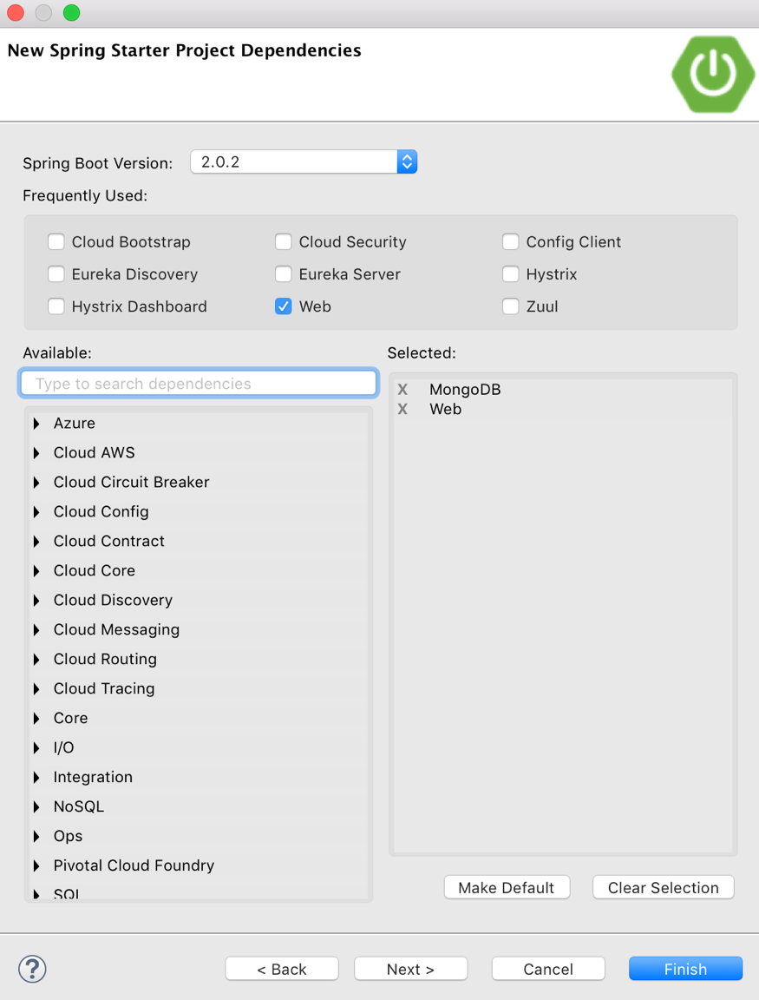 New Spring Starter Project Dependencies
Spring Boot Version: 2.0.2
Frequently Used:
Cloud Bootstrap Cloud Security Config Client
Eureka Discovery Eureka Server Hystrix
Hystrix Dashboard Web Zuul
Available: Selected:
Type to search dependencies
X MongoDB
X Web
Azure
Cloud AWS
Cloud Circuit Breaker
Cloud Config
Cloud Contract
Cloud Core
Cloud Discovery
Cloud Messaging
Cloud Routing
Cloud Tracing
Core
I/O
Integration
NoSQL
Ops
Pivotal Cloud Foundry
SQL
Make Default Clear Selection
? < Back Next > Cancel Finish